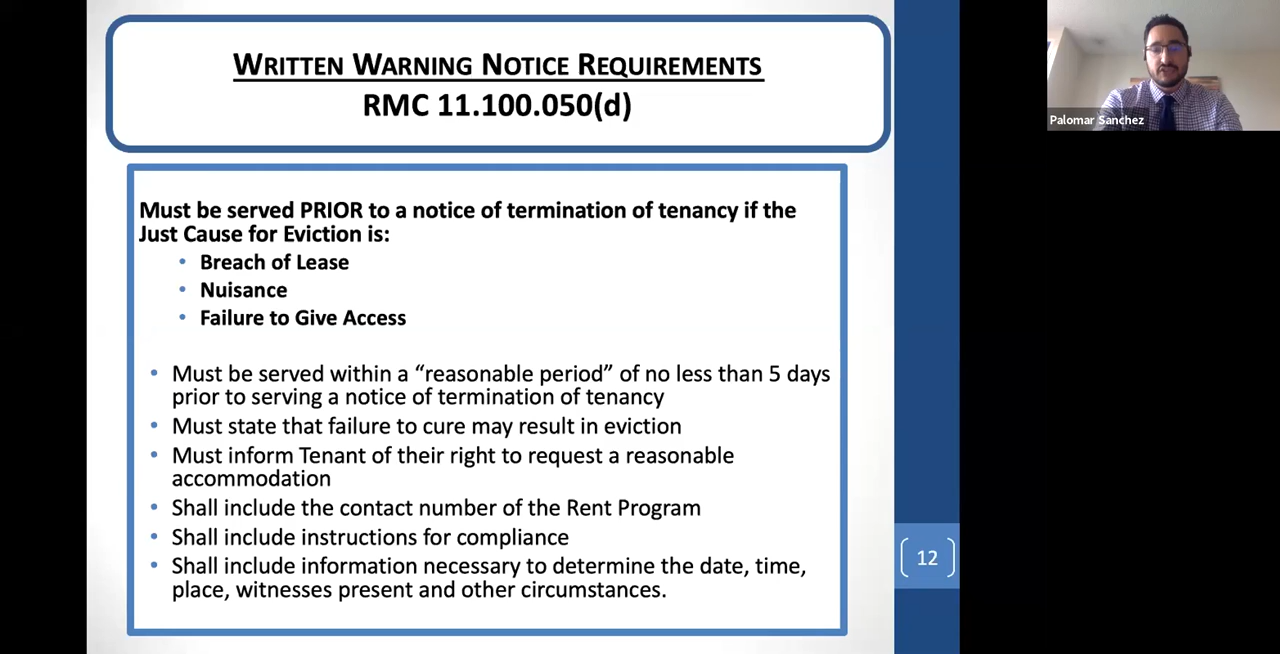 WRITTEN WARNING NOTICE REQUIREMENTS
RMC 11.100.050(d)
Must be served PRIOR to a notice of termination of tenancy if the
Just Cause for Eviction is:
• Breach of Lease
• Nuisance
• Failure to Give Access
• Must be served within a “reasonable period” of no less than 5 days
prior to serving a notice of termination of tenancy
• Must state that failure to cure may result in eviction
• Must inform Tenant of their right to request a reasonable
accommodation
• Shall include the contact number of the Rent Program
• Shall include instructions for compliance
• Shall include information necessary to determine the date, time,
place, witnesses present and other circumstances.
12
Palomar Sanchez